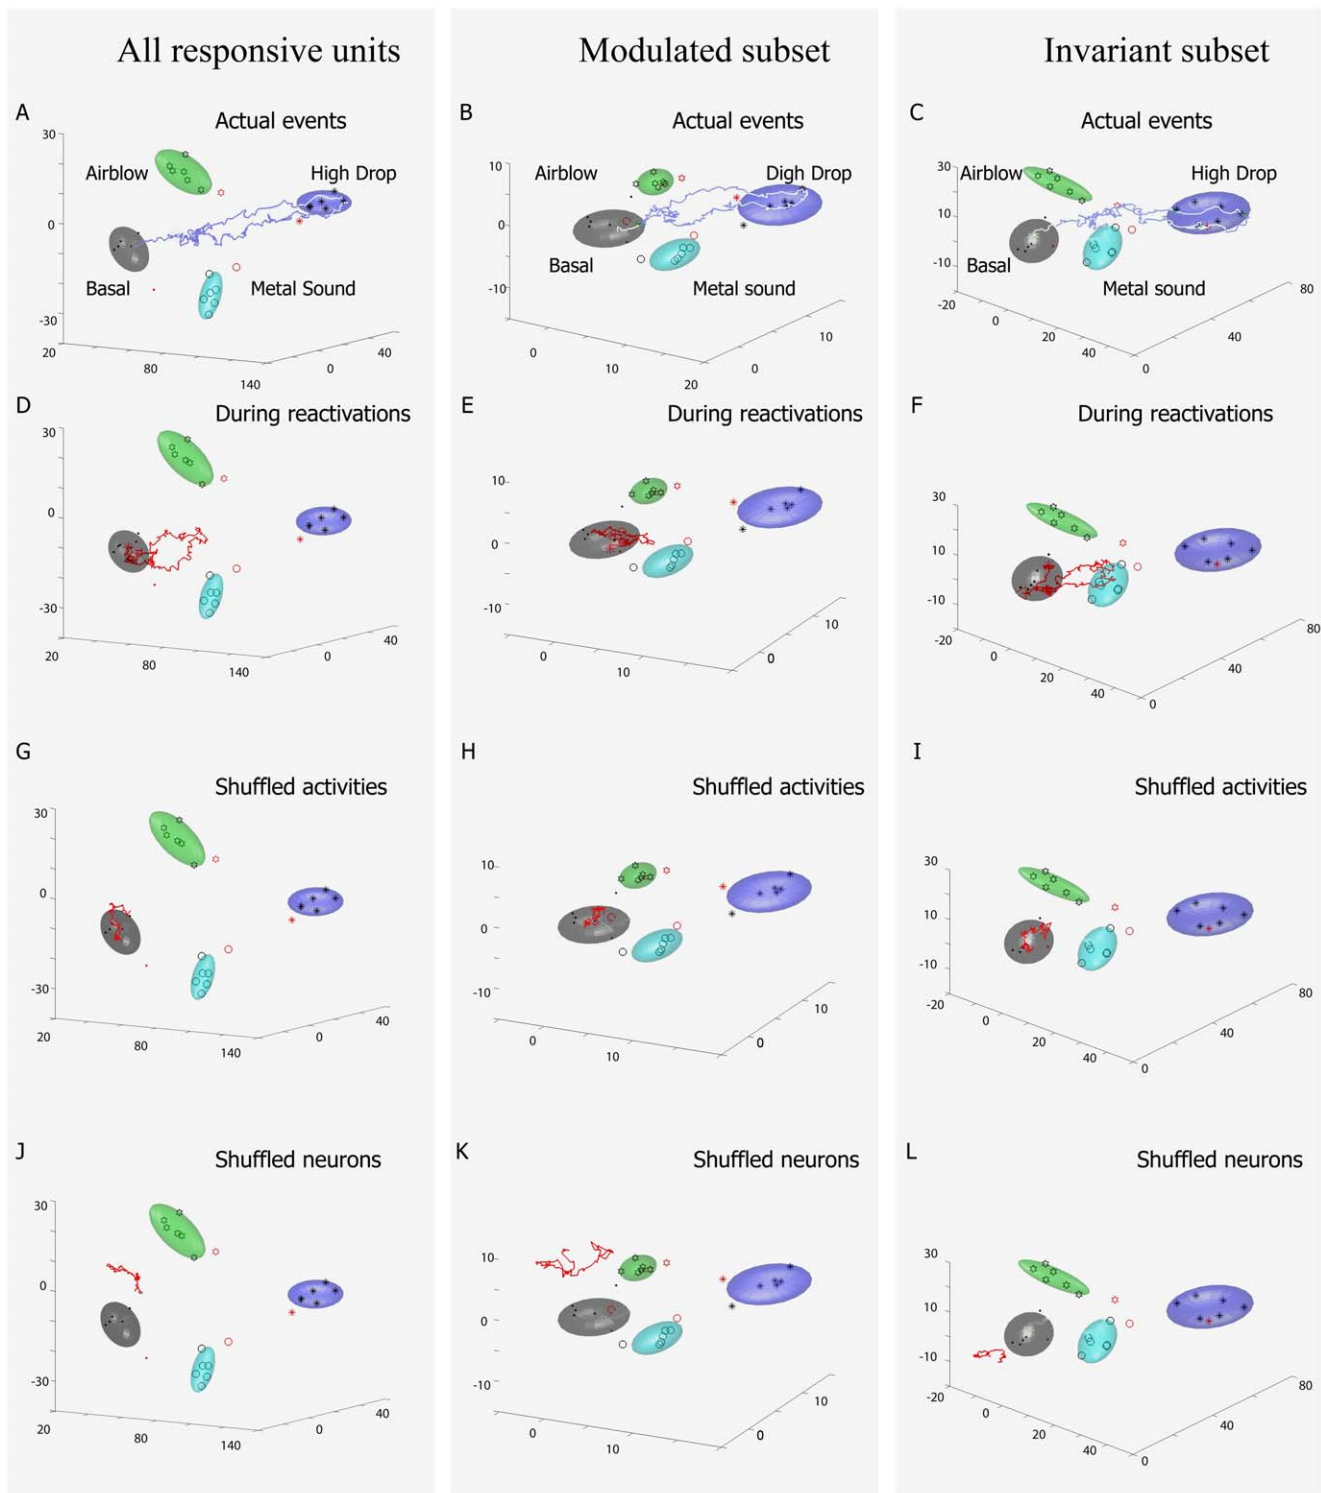 All responsive units
Modulated subset
Invariant subset
A
Actual events
30
Airblow
High Drop
0
Basal
Metal Sound
-30
20
80
140
0
40
B
Actual events
10
Airblow
Digh Drop
0
Basal
Metal sound
-10
0
10
20
0
10
C
Actual events
30
Airblow
High Drop
10
-10
Basal
Metal sound
-20
0
20
40
0
40
80
D
During reactivations
30
0
-30
20
80
140
0
40
E
During reactivations
10
0
-10
0
10
0
10
F
During reactivations
30
10
-10
-20
0
20
40
0
40
80
G
Shuffled activities
30
0
-30
20
80
140
0
40
H
Shuffled activities
10
0
-10
0
10
0
10
I
Shuffled activities
30
10
-10
-20
0
20
40
0
40
80
J
Shuffled neurons
30
0
-30
20
80
140
0
40
K
Shuffled neurons
10
0
-10
0
10
0
10
L
Shuffled neurons
30
10
-10
-20
0
20
40
0
40
80